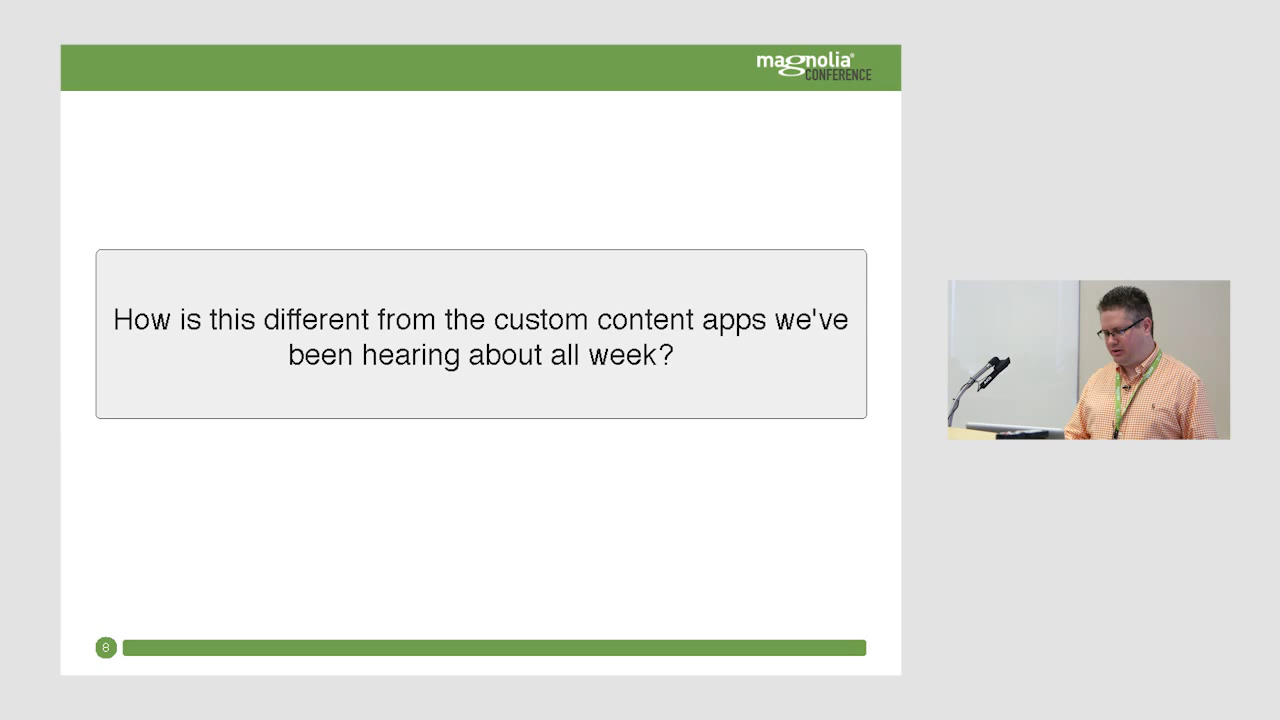 magnolia®
CONFERENCE
How is this different from the custom content apps we've
been hearing about all week?
8